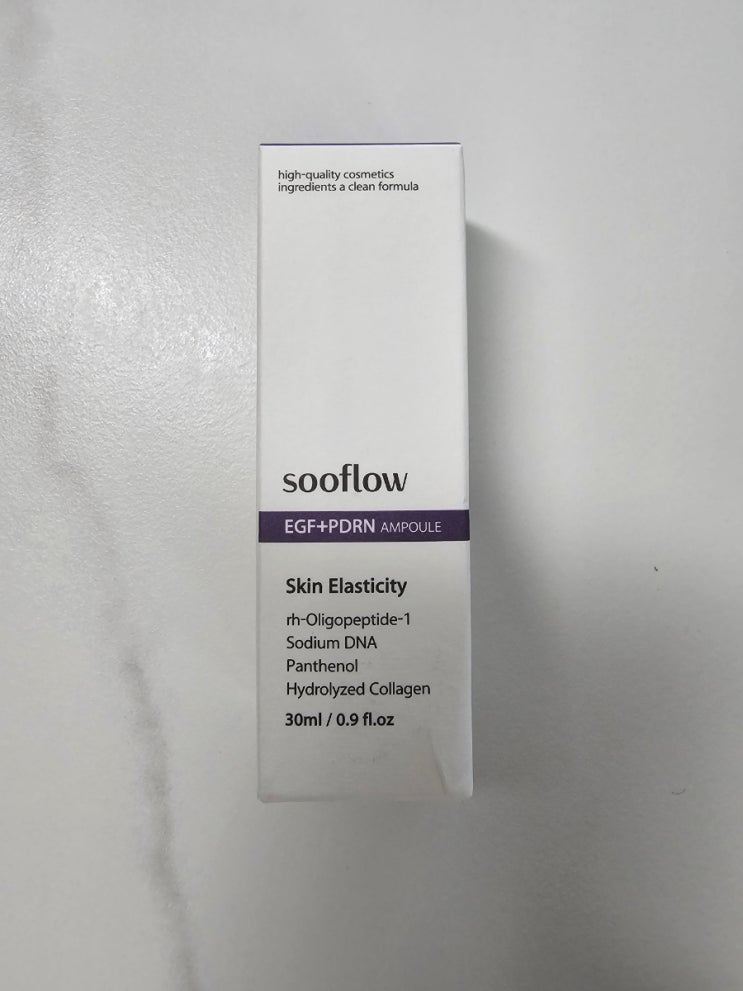 high-quality cosmetics
ingredients a clean formula
sooflow
EGF+PDRN AMPOULE
Skin Elasticity
rh-Oligopeptide-1
Sodium DNA
Panthenol
Hydrolyzed Collagen
30ml / 0.9 fl.oz